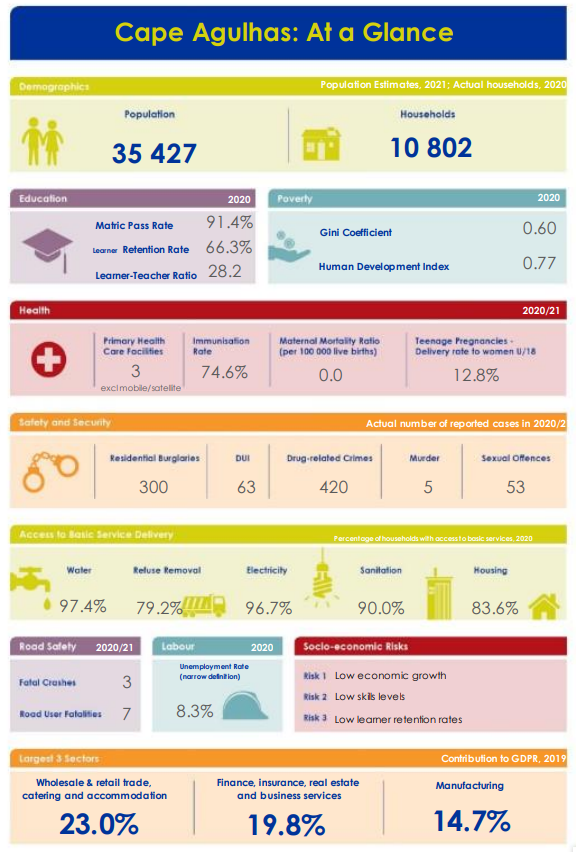 Cape Agulhas: At a Glance
Demographics
Population Estimates, 2021; Actual households, 2020
Population
Households
35 427
10 802
Education
2020
Matric Pass Rate 91.4%
Learner Retention Rate 66.3%
Learner-Teacher Ratio 28.2
Poverty
2020
Gini Coefficient 0.60
Human Development Index 0.77
Health
2020/21
Primary Health
Care Facilities
3
excl mobile/satellite
Immunisation
Rate
74.6%
Maternal Mortality Ratio
(per 100 000 live births)
0.0
Teenage Pregnancies -
Delivery rate to women U/18
12.8%
Safety and Security
Actual number of reported cases in 2020/2
Residential Burglaries
300
DUI
63
Drug-related Crimes
420
Murder
5
Sexual Offences
53
Access to Basic Service Delivery
Percentage of households with access to basic services, 2020
Water
97.4%
Refuse Removal
79.2%
Electricity
96.7%
Sanitation
90.0%
Housing
83.6%
Road Safety
2020/21
Fatal Crashes 3
Road User Fatalities 7
Labour
2020
Unemployment Rate
(narrow definition)
8.3%
Socio-economic Risks
Risk 1 Low economic growth
Risk 2 Low skills levels
Risk 3 Low learner retention rates
Largest 3 Sectors
Contribution to GDPR, 2019
Wholesale & retail trade,
catering and accommodation
23.0%
Finance, insurance, real estate
and business services
19.8%
Manufacturing
14.7%